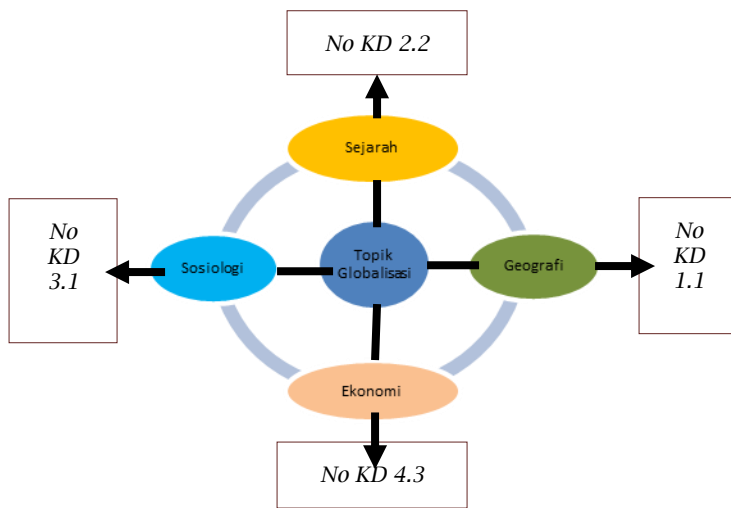 No KD 2.2
Sejarah
No
KD
3.1
Sosiologi
Topik
Globalisasi
Geografi
No
KD
1.1
Ekonomi
No KD 4.3